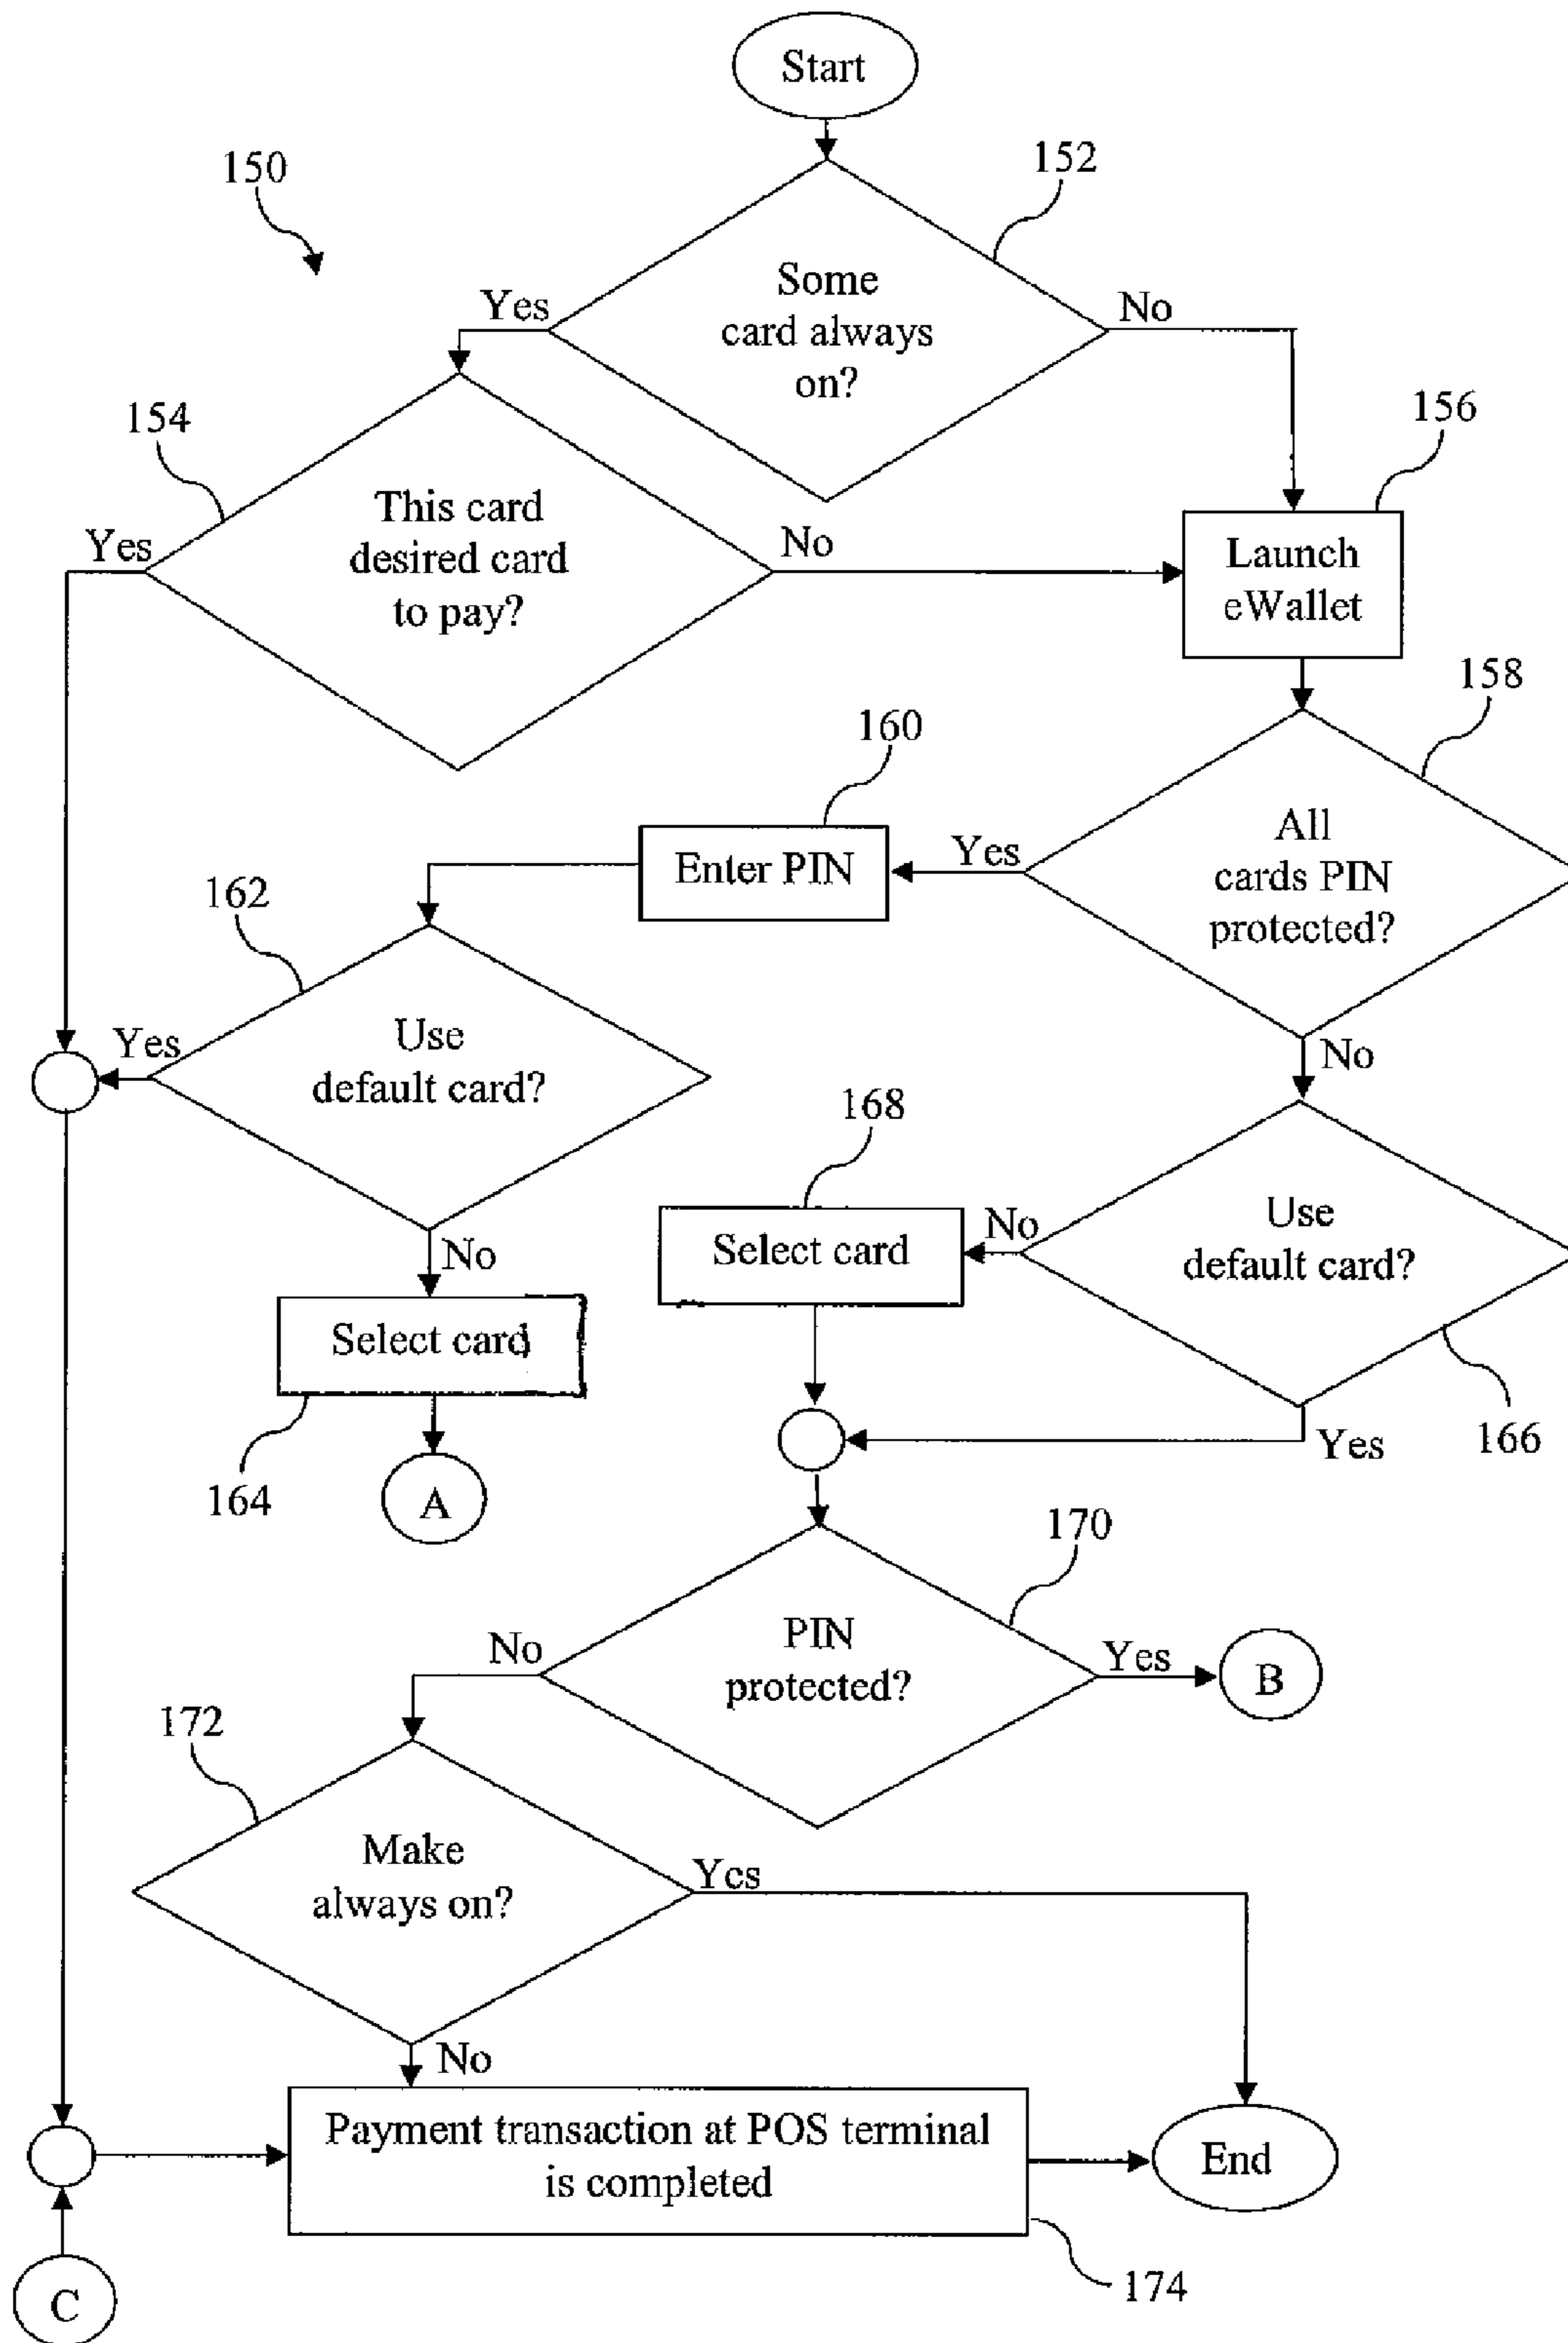 Start
150
152
Some
card always
on?
Yes
No
154
156
This card
desired card
to pay?
Yes
No
Launch
eWallet
158
160
All
cards PIN
protected?
Yes
Enter PIN
162
Use
default card?
Yes
No
168
Use
default card?
No
Select card
No
Select card
Yes
166
164
A
170
PIN
protected?
No
Yes
B
172
Make
always on?
Yes
No
Payment transaction at POS terminal
is completed
End
C
174